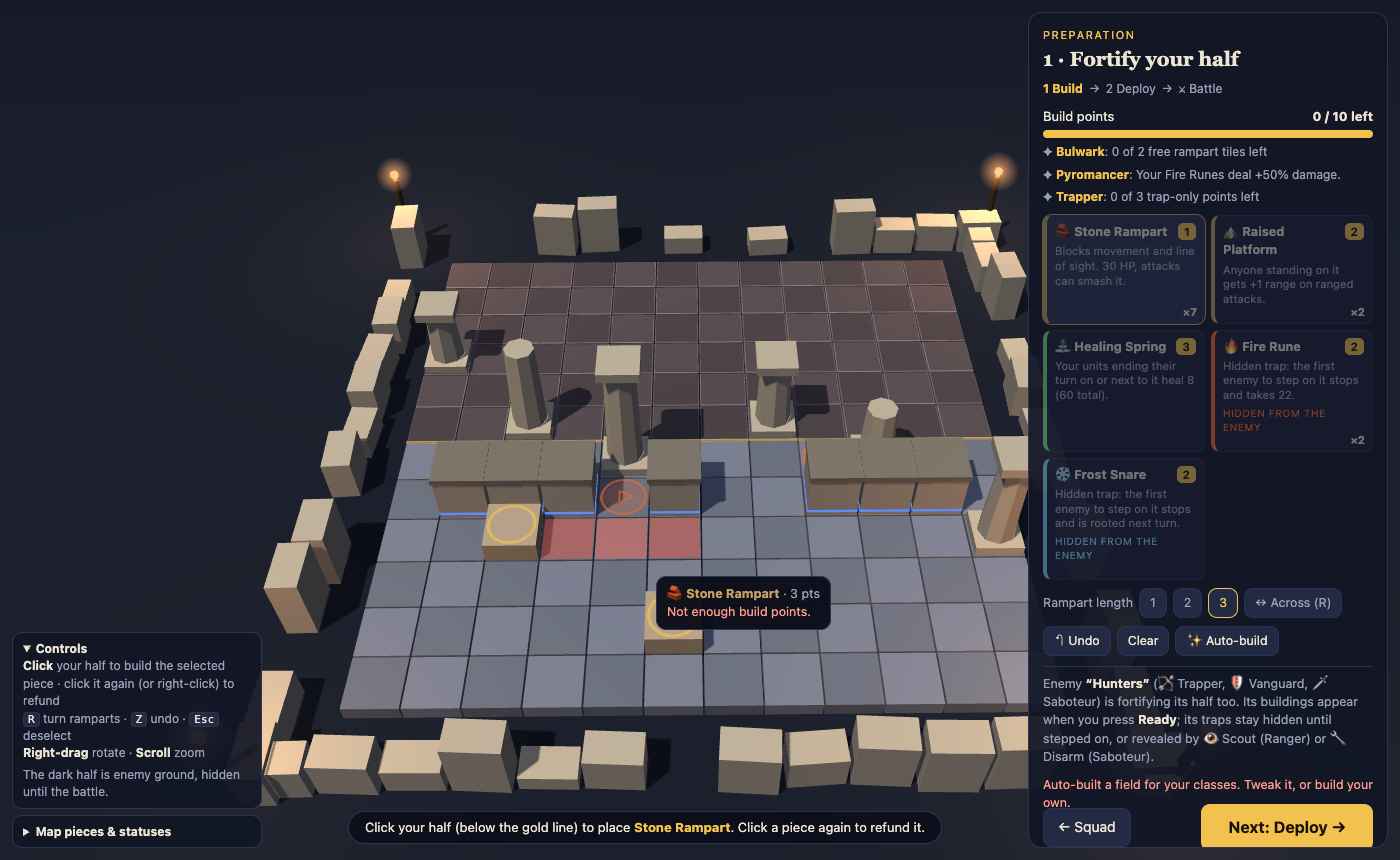 PREPARATION
1 · Fortify your half
1 Build → 2 Deploy → ⚔ Battle
Build points 0 / 10 left
✦ Bulwark: 0 of 2 free rampart tiles left
✦ Pyromancer: Your Fire Runes deal +50% damage.
✦ Trapper: 0 of 3 trap-only points left
Stone Rampart 1
Blocks movement and line
of sight. 30 HP, attacks
can smash it.
×7
Raised
Platform 2
Anyone standing on it
gets +1 range on ranged
attacks.
×2
Healing Spring 3
Your units ending their
turn on or next to it heal 8
(60 total).
Fire Rune 2
Hidden trap: the first
enemy to step on it stops
and takes 22.
HIDDEN FROM THE
ENEMY
×2
Frost Snare 2
Hidden trap: the first
enemy to step on it stops
and is rooted next turn.
HIDDEN FROM THE
ENEMY
Stone Rampart · 3 pts
Not enough build points.
Rampart length 1 2 3 ↔ Across (R)
↶ Undo Clear ✨ Auto-build
Enemy “Hunters” (🏹 Trapper, 🛡 Vanguard, 🗡
Saboteur) is fortifying its half too. Its buildings appear
when you press Ready; its traps stay hidden until
stepped on, or revealed by 👁 Scout (Ranger) or 🔧
Disarm (Saboteur).
Auto-built a field for your classes. Tweak it, or build your
own.
← Squad Next: Deploy →
▼ Controls
Click your half to build the selected
piece · click it again (or right-click) to
refund
R turn ramparts · Z undo · Esc
deselect
Right-drag rotate · Scroll zoom
The dark half is enemy ground, hidden
until the battle.
▶ Map pieces & statuses
Click your half (below the gold line) to place Stone Rampart. Click a piece again to refund it.